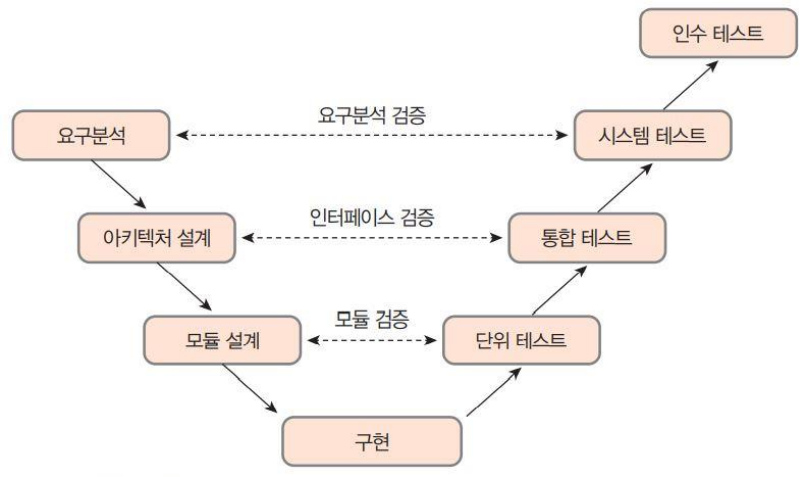 인수 테스트
요구분석
요구분석 검증
시스템 테스트
아키텍처 설계
인터페이스 검증
통합 테스트
모듈 설계
모듈 검증
단위 테스트
구현